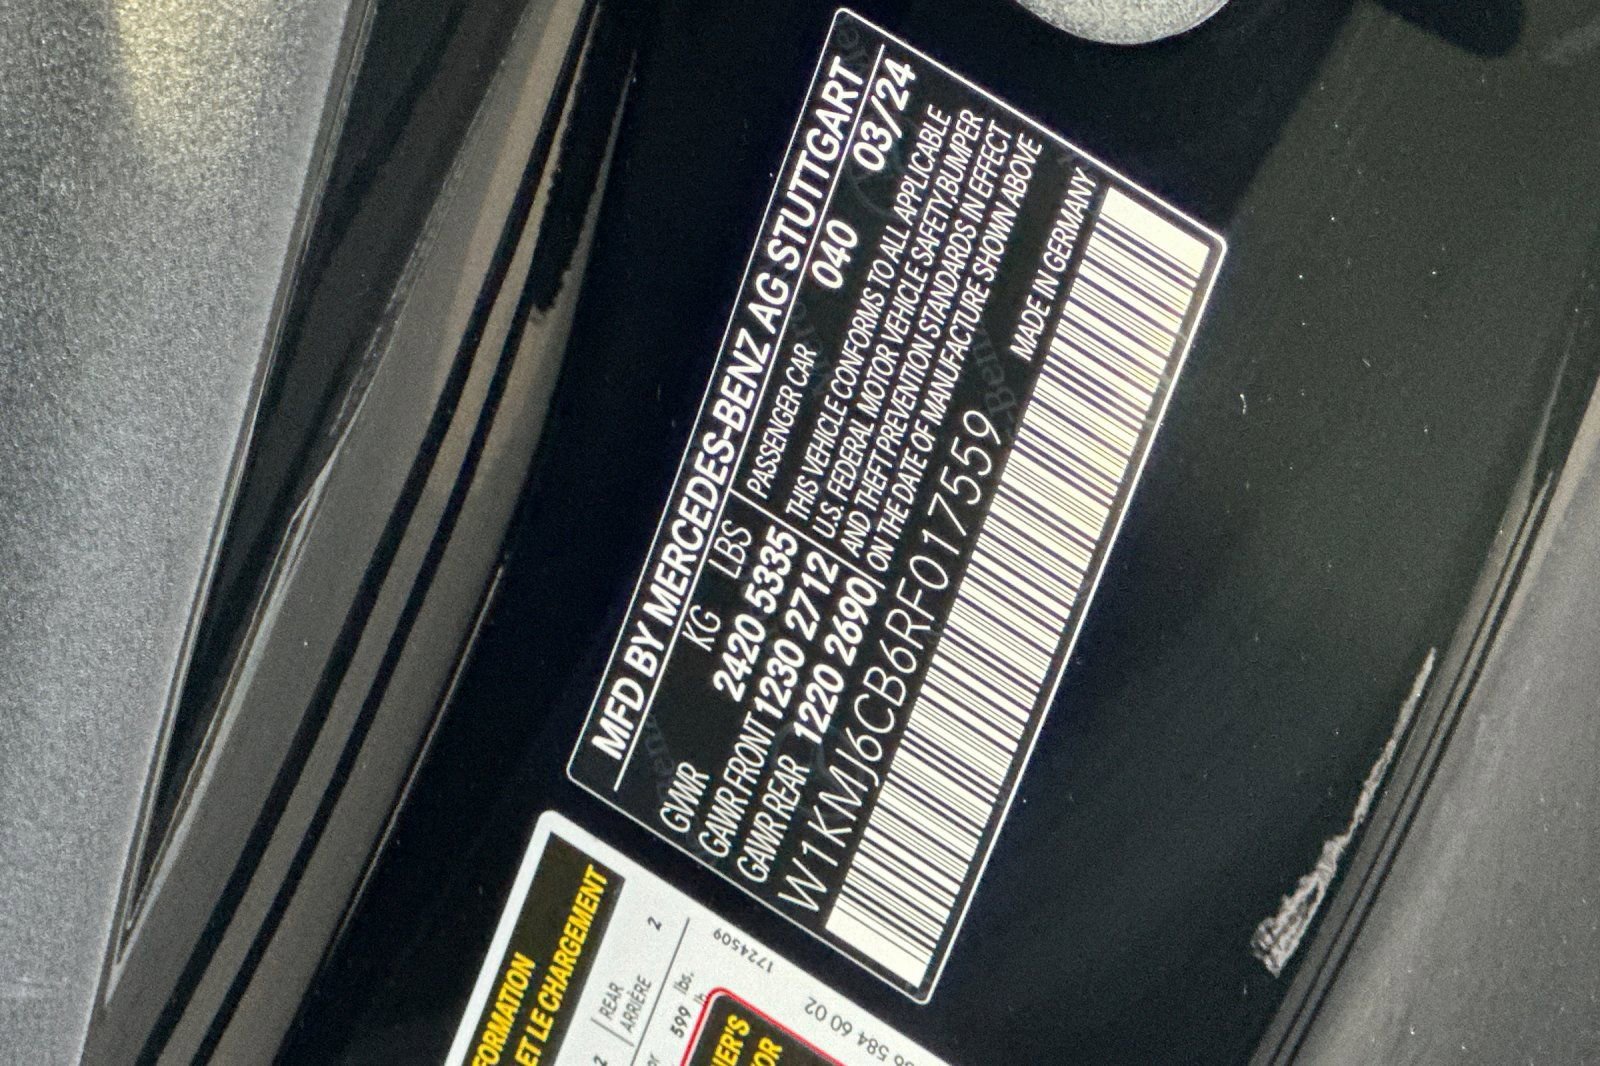 MFD BY MERCEDES-BENZ AG STUTTGART
KG LBS
PASSENGER CAR 040 03/24
GVWR 2420 5335
GAWR FRONT 1230 2712
GAWR REAR 1220 2690
THIS VEHICLE CONFORMS TO ALL APPLICABLE
U.S. FEDERAL MOTOR VEHICLE SAFETY,BUMPER
AND THEFT PREVENTION STANDARDS IN EFFECT
ON THE DATE OF MANUFACTURE SHOWN ABOVE
W1KMJ6CB6RF017559
MADE IN GERMANY
ET LE CHARGEMENT
REAR
ARRIÈRE 2
2
599 lbs.
1724509
584 60 02